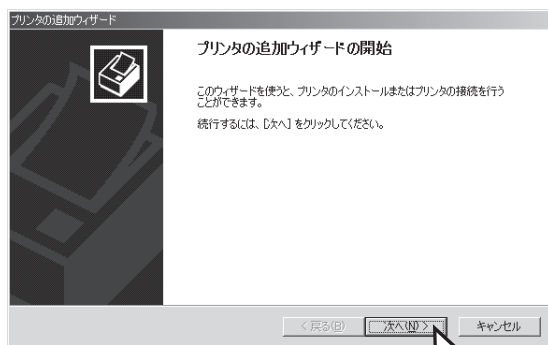 プリンタの追加ウィザード
プリンタの追加ウィザードの開始
このウィザードを使うと、プリンタのインストールまたはプリンタの接続を行う
ことができます。
続行するには、[次へ] をクリックしてください。
< 戻る(B) 次へ(N) > キャンセル